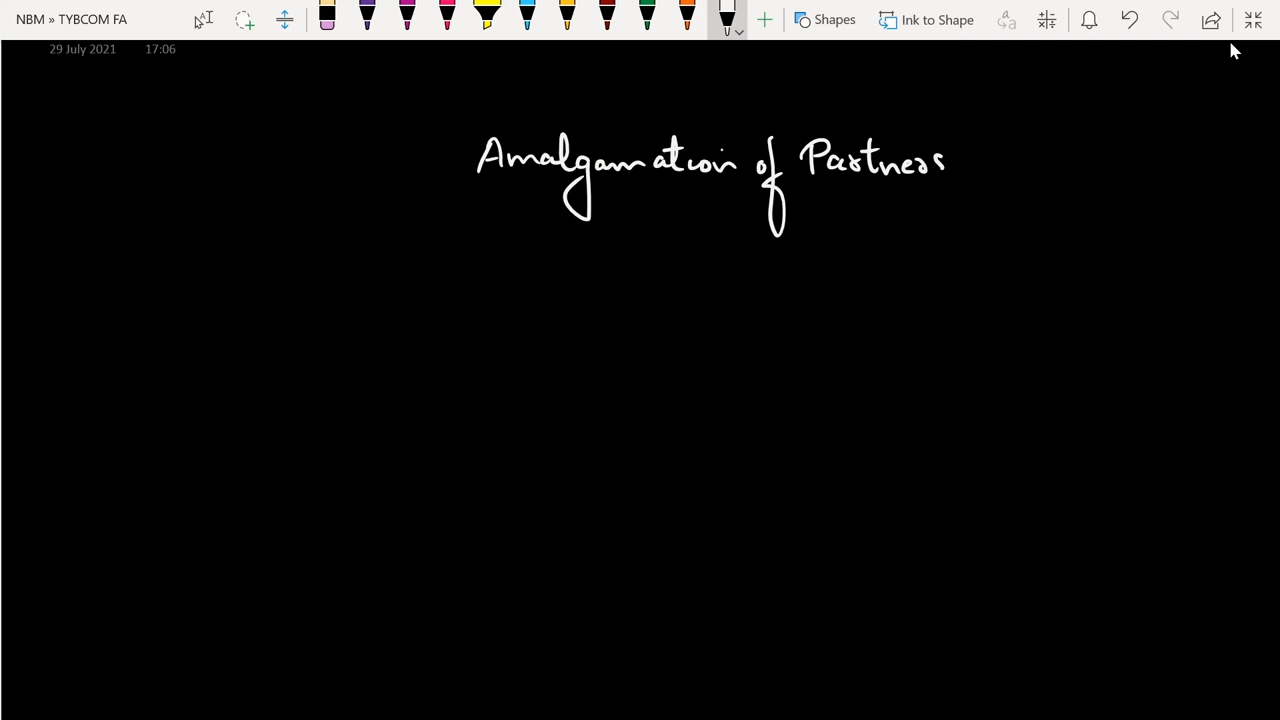 NBM » TYBCOM FA
Shapes
Ink to Shape
29 July 2021 17:06
Amalgamation of Partners